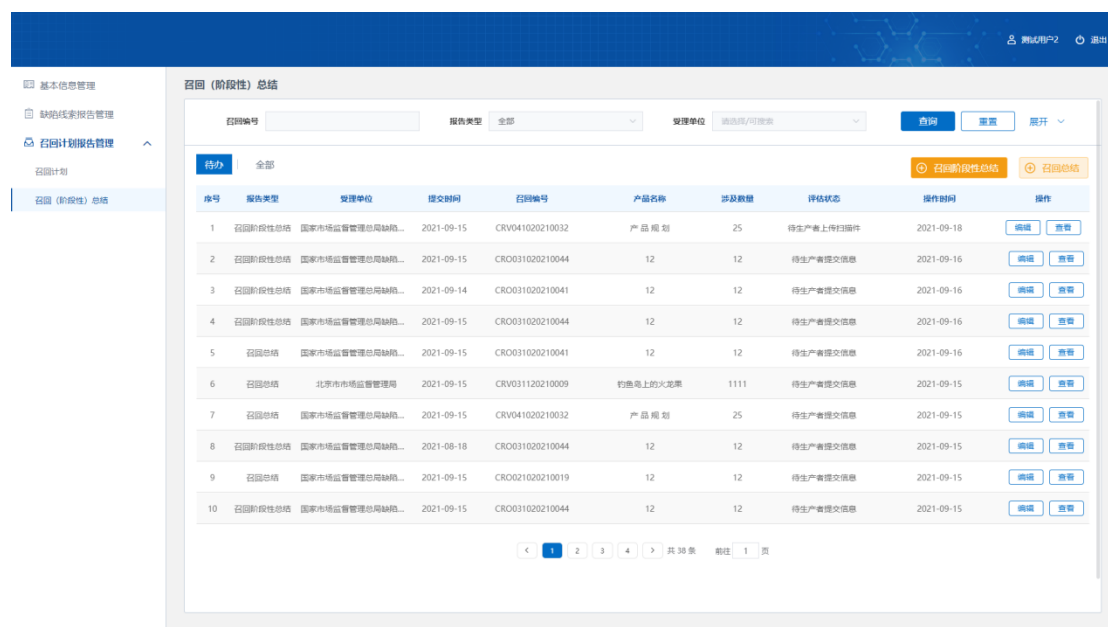 测试用户2 退出
基本信息管理
缺陷线索报告管理
召回计划报告管理
召回计划
召回（阶段性）总结
召回（阶段性）总结
召回编号 报告类型 全部 受理单位 请选择/可搜索 查询 重置 展开
待办 全部 召回阶段性总结 召回总结
序号 报告类型 受理单位 提交时间 召回编号 产品名称 涉及数量 评估状态 操作时间 操作
1 召回阶段性总结 国家市场监督管理总局缺陷... 2021-09-15 CRV041020210032 产品规划 25 待生产者上传扫描件 2021-09-18 编辑 查看
2 召回阶段性总结 国家市场监督管理总局缺陷... 2021-09-15 CRO031020210044 12 12 待生产者提交信息 2021-09-16 编辑 查看
3 召回阶段性总结 国家市场监督管理总局缺陷... 2021-09-14 CRO031020210041 12 12 待生产者提交信息 2021-09-16 编辑 查看
4 召回阶段性总结 国家市场监督管理总局缺陷... 2021-09-15 CRO031020210044 12 12 待生产者提交信息 2021-09-16 编辑 查看
5 召回总结 国家市场监督管理总局缺陷... 2021-09-15 CRO031020210041 12 12 待生产者提交信息 2021-09-16 编辑 查看
6 召回总结 北京市市场监督管理局 2021-09-15 CRV031120210009 钓鱼岛上的火龙果 1111 待生产者提交信息 2021-09-15 编辑 查看
7 召回总结 国家市场监督管理总局缺陷... 2021-09-15 CRV041020210032 产品规划 25 待生产者提交信息 2021-09-15 编辑 查看
8 召回阶段性总结 国家市场监督管理总局缺陷... 2021-08-18 CRO031020210044 12 12 待生产者提交信息 2021-09-15 编辑 查看
9 召回总结 国家市场监督管理总局缺陷... 2021-09-15 CRO021020210019 12 12 待生产者提交信息 2021-09-15 编辑 查看
10 召回阶段性总结 国家市场监督管理总局缺陷... 2021-09-15 CRO031020210044 12 12 待生产者提交信息 2021-09-15 编辑 查看
1 2 3 4 共 38 条 前往 1 页